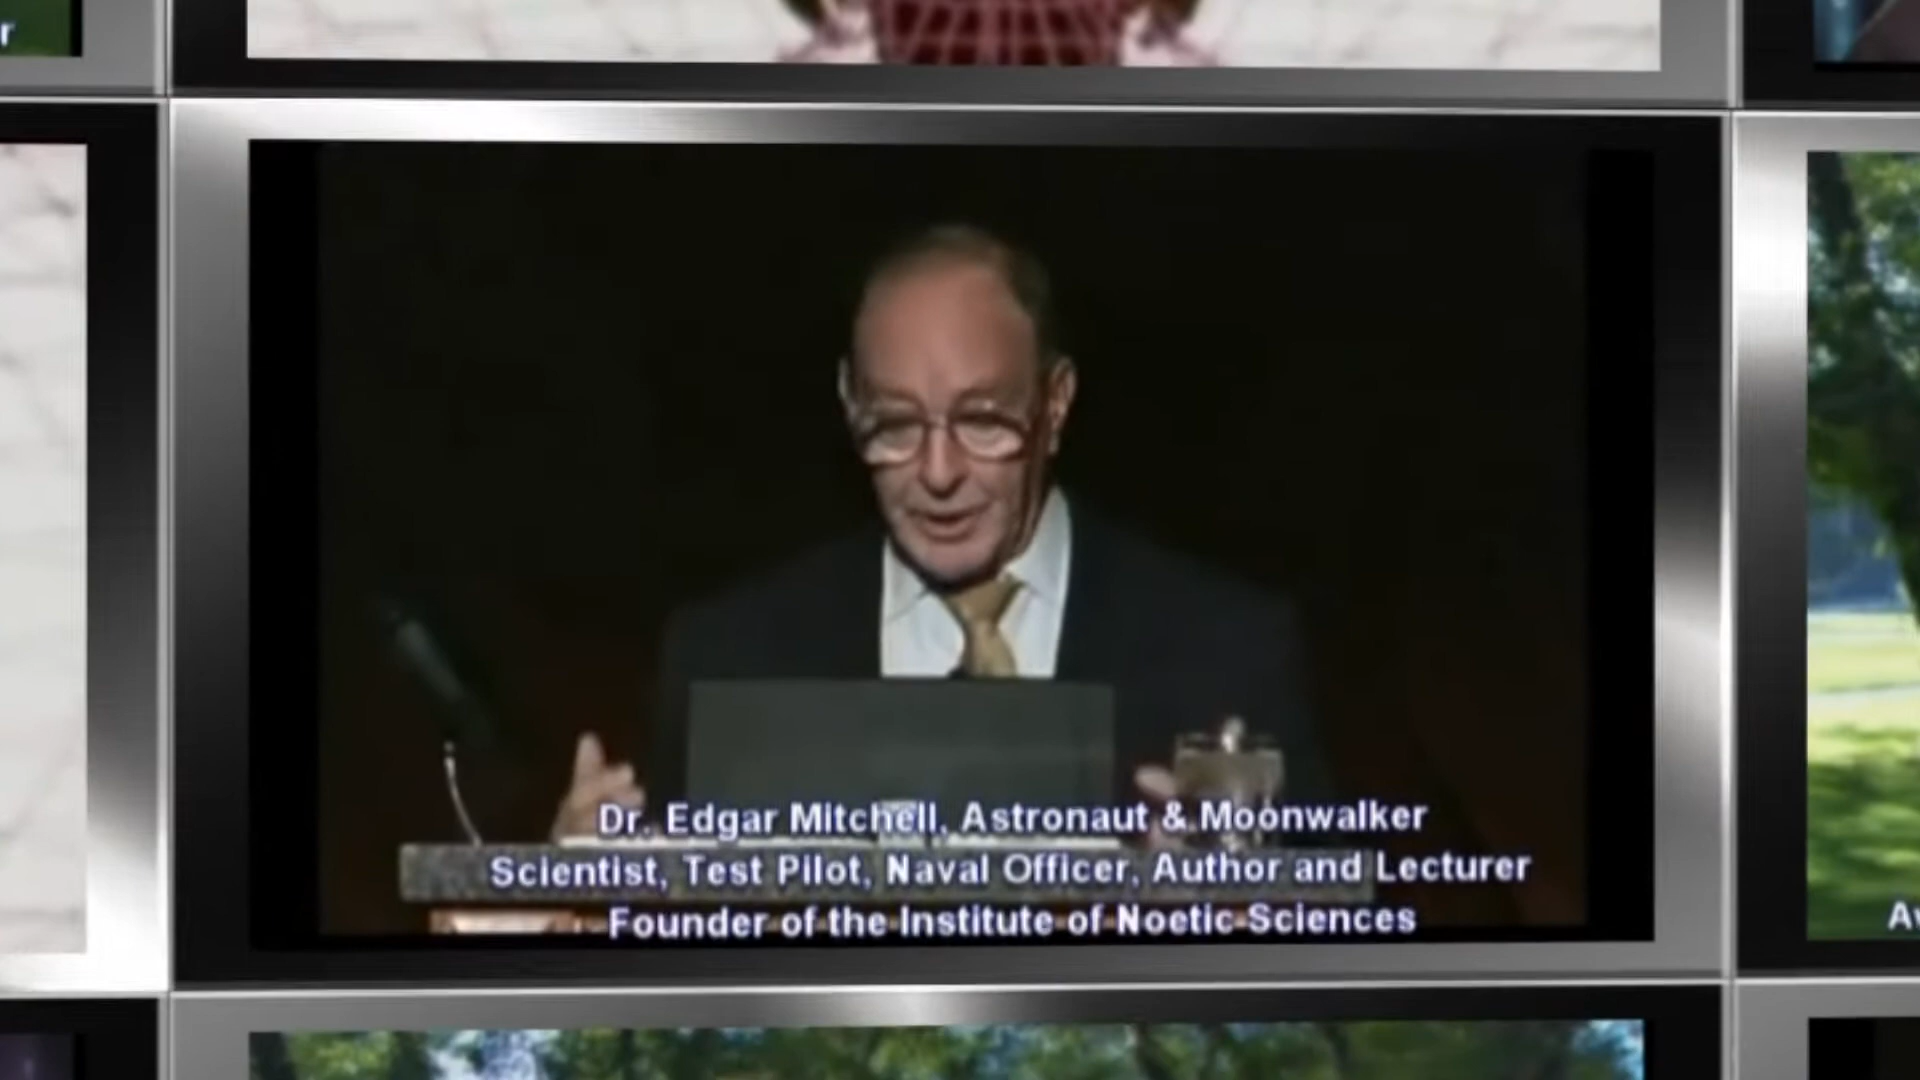 r
Dr. Edgar Mitchell, Astronaut & Moonwalker
Scientist, Test Pilot, Naval Officer, Author and Lecturer
Founder of the Institute of Noetic Sciences